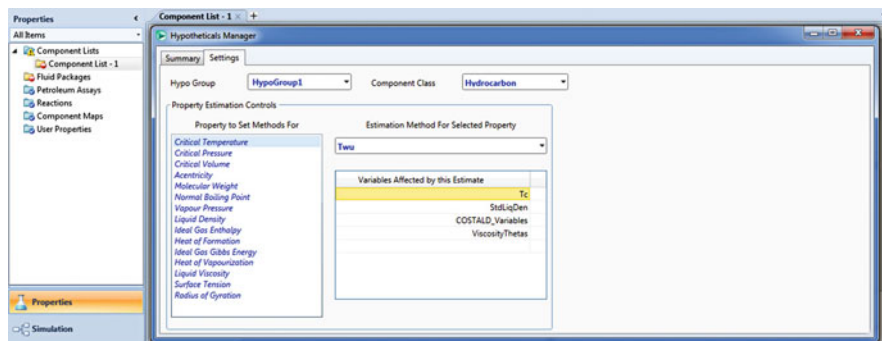 Properties <
All Items
Component Lists
Component List - 1
Fluid Packages
Petroleum Assays
Reactions
Component Maps
User Properties
Properties
Simulation
Component List - 1 × +
Hypotheticals Manager
Summary Settings
Hypo Group HypoGroup1 Component Class Hydrocarbon
Property Estimation Controls
Property to Set Methods For
Critical Temperature
Critical Pressure
Critical Volume
Acentricity
Molecular Weight
Normal Boiling Point
Vapour Pressure
Liquid Density
Ideal Gas Enthalpy
Heat of Formation
Ideal Gas Gibbs Energy
Heat of Vapourization
Liquid Viscosity
Surface Tension
Radius of Gyration
Estimation Method For Selected Property
Twu
Variables Affected by this Estimate
Tc
StdLiqDen
COSTALD_Variables
ViscosityThetas